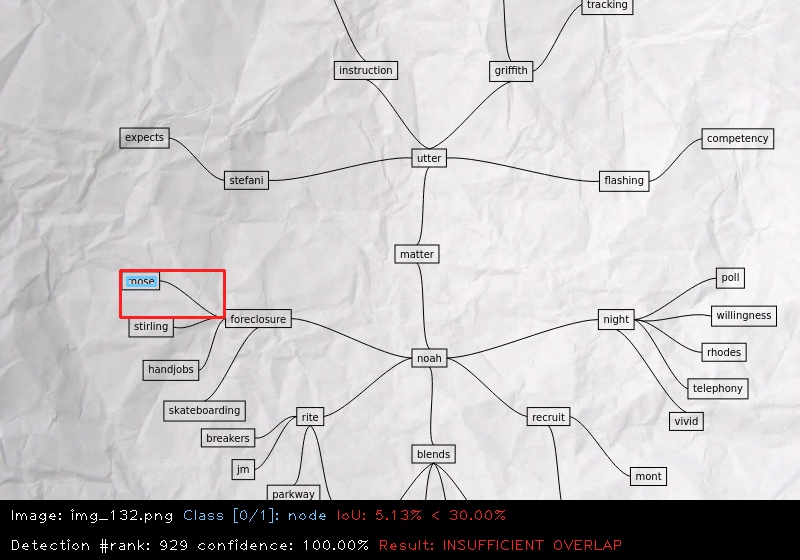 tracking
instruction
griffith
expects
utter
competency
stefani
flashing
matter
nose
poll
stirling
foreclosure
night
willingness
noah
rhodes
handjobs
telephony
skateboarding
rite
recruit
vivid
breakers
blends
jm
mont
parkway
Image: img_132.png Class [0/1]: node IoU: 5.13% < 30.00%
Detection #rank: 929 confidence: 100.00% Result: INSUFFICIENT OVERLAP